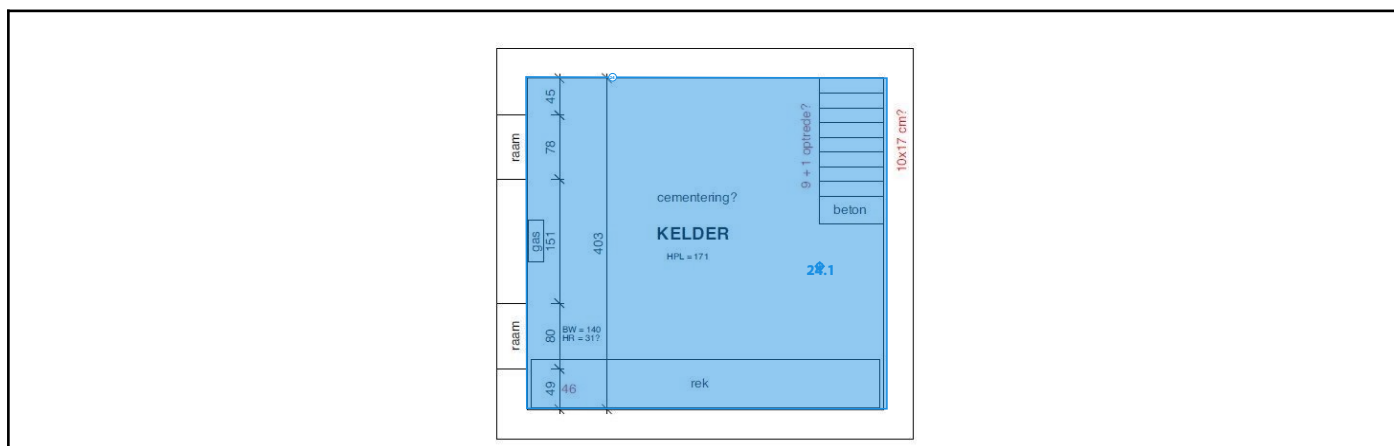 45
raam
78
9 + 1 optrede?
10x17 cm?
cementering?
beton
gas
151
403
KELDER
HPL = 171
raam
80
BW = 140
HR = 31?
49
46
rek